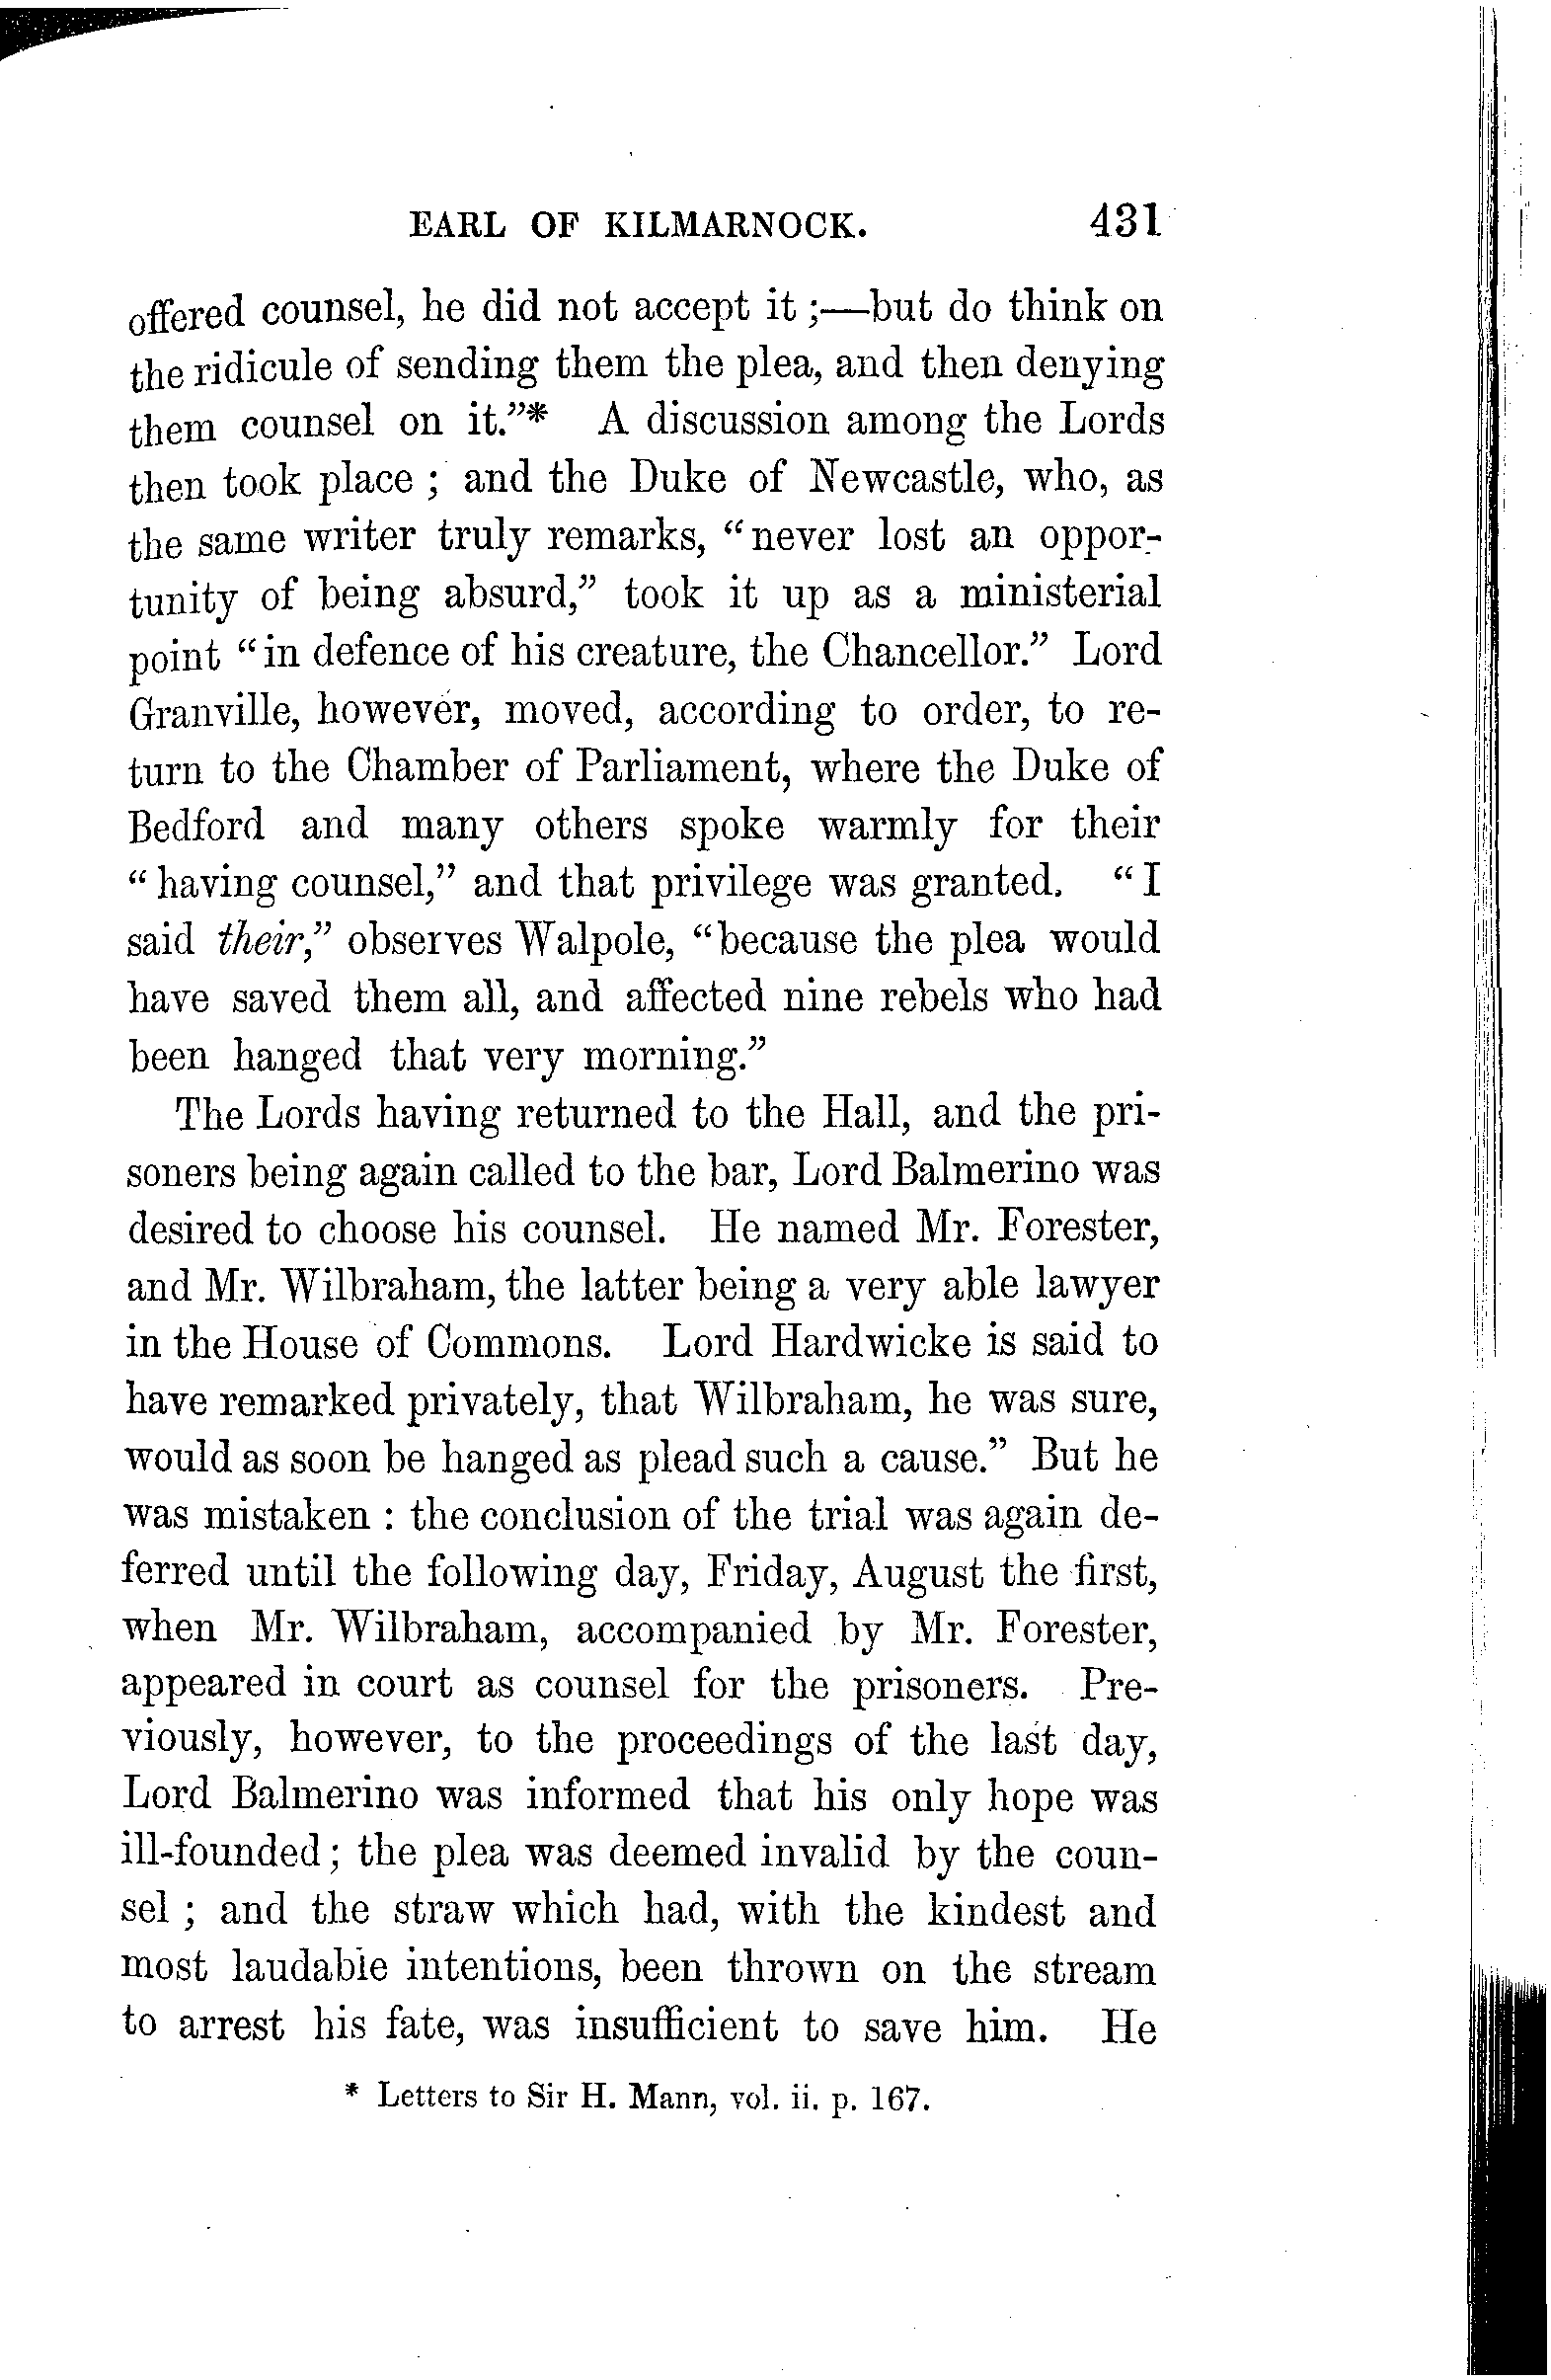 EARL OF KILMARNOCK. 431
offered counsel, he did not accept it ;—but do think on
the ridicule of sending them the plea, and then denying
them counsel on it.”* A discussion among the Lords
then took place ; and the Duke of Newcastle, who, as
the same writer truly remarks, “never lost an oppor-
tunity of being absurd,” took it up as a ministerial
point “in defence of his creature, the Chancellor.” Lord
Granville, however, moved, according to order, to re-
turn to the Chamber of Parliament, where the Duke of
Bedford and many others spoke warmly for their
“having counsel,” and that privilege was granted. “I
said their,” observes Walpole, “because the plea would
have saved them all, and affected nine rebels who had
been hanged that very morning.”
The Lords having returned to the Hall, and the pri-
soners being again called to the bar, Lord Balmerino was
desired to choose his counsel. He named Mr. Forester,
and Mr. Wilbraham, the latter being a very able lawyer
in the House of Commons. Lord Hardwicke is said to
have remarked privately, that Wilbraham, he was sure,
would as soon be hanged as plead such a cause.” But he
was mistaken : the conclusion of the trial was again de-
ferred until the following day, Friday, August the first,
when Mr. Wilbraham, accompanied by Mr. Forester,
appeared in court as counsel for the prisoners. Pre-
viously, however, to the proceedings of the last day,
Lord Balmerino was informed that his only hope was
ill-founded; the plea was deemed invalid by the coun-
sel ; and the straw which had, with the kindest and
most laudable intentions, been thrown on the stream
to arrest his fate, was insufficient to save him. He
* Letters to Sir H. Mann, vol. ii. p. 167.